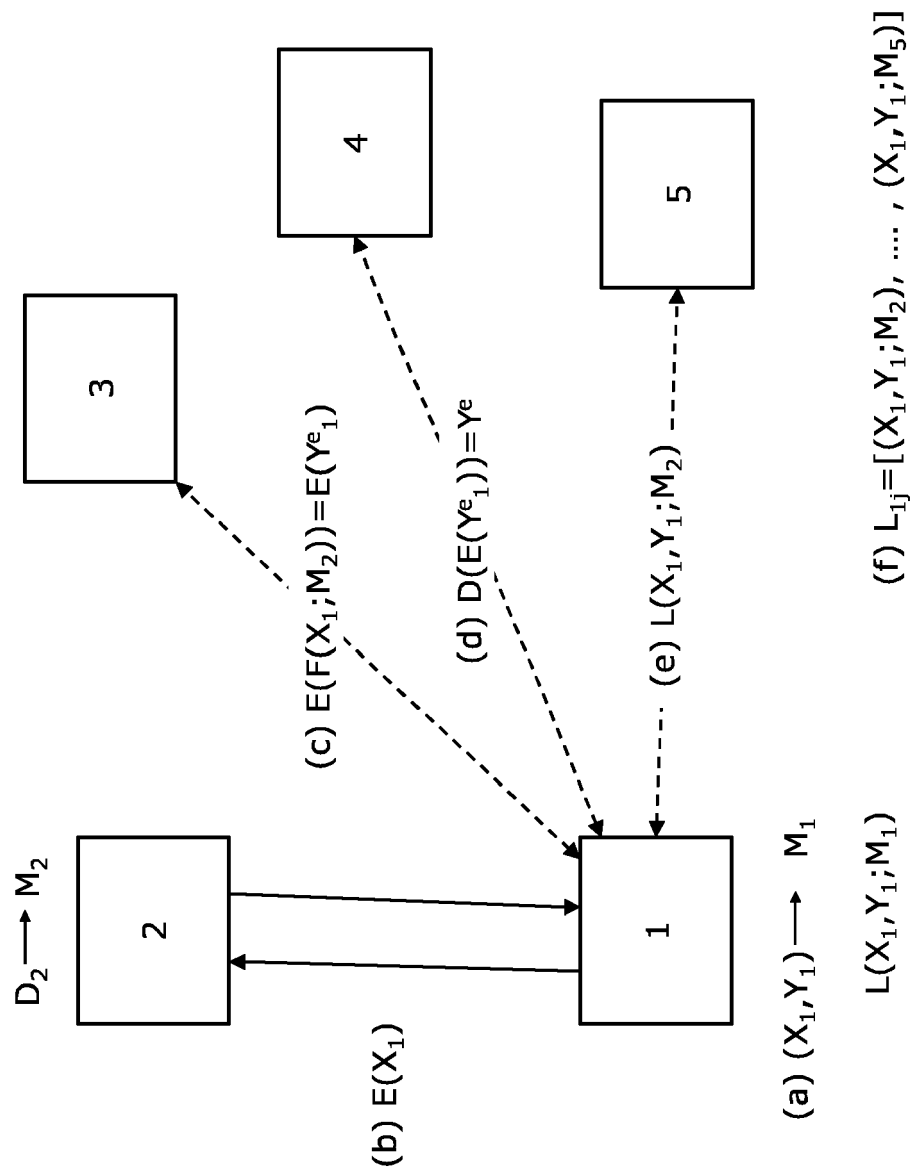 D₂ → M₂
3
2
(c) E(F(X₁;M₂))=E(Yᵉ₁)
4
(b) E(X₁)
(d) D(E(Yᵉ₁))=Yᵉ
1
(e) L(X₁,Y₁;M₂)
5
(a) (X₁,Y₁) → M₁
L(X₁,Y₁;M₁)
(f) L₁ⱼ=[(X₁,Y₁;M₂), .... , (X₁,Y₁;M₅)]